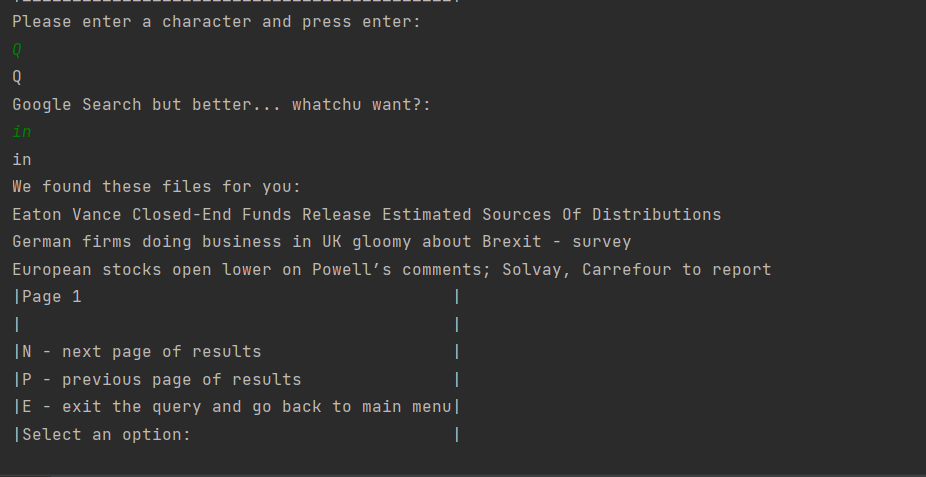 Please enter a character and press enter:
Q
Q
Google Search but better... whatchu want?:
in
in
We found these files for you:
Eaton Vance Closed-End Funds Release Estimated Sources Of Distributions
German firms doing business in UK gloomy about Brexit - survey
European stocks open lower on Powell’s comments; Solvay, Carrefour to report
|Page 1                                     |
|                                           |
|N - next page of results                   |
|P - previous page of results               |
|E - exit the query and go back to main menu|
|Select an option:                          |